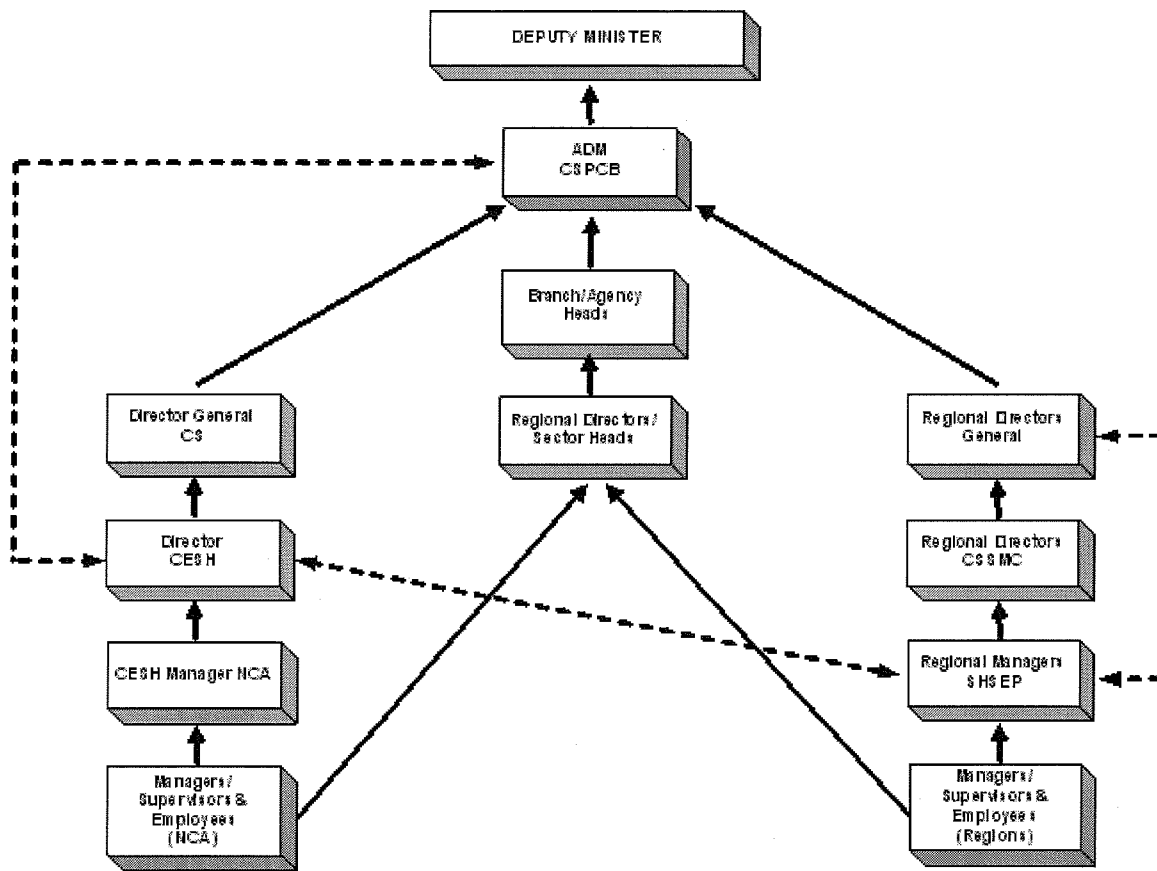 DEPUTY MINISTER
ADM
CSPCB
Branch/Agency
Heads
Director General
CS
Regional Directors/
Sector Heads
Regional Directors
General
Director
CESH
Regional Directors
CSSMC
CESH Manager NCA
Regional Managers
SHSEP
Managers/
Supervisors &
Employees
(NCA)
Managers/
Supervisors &
Employees
(Regions)